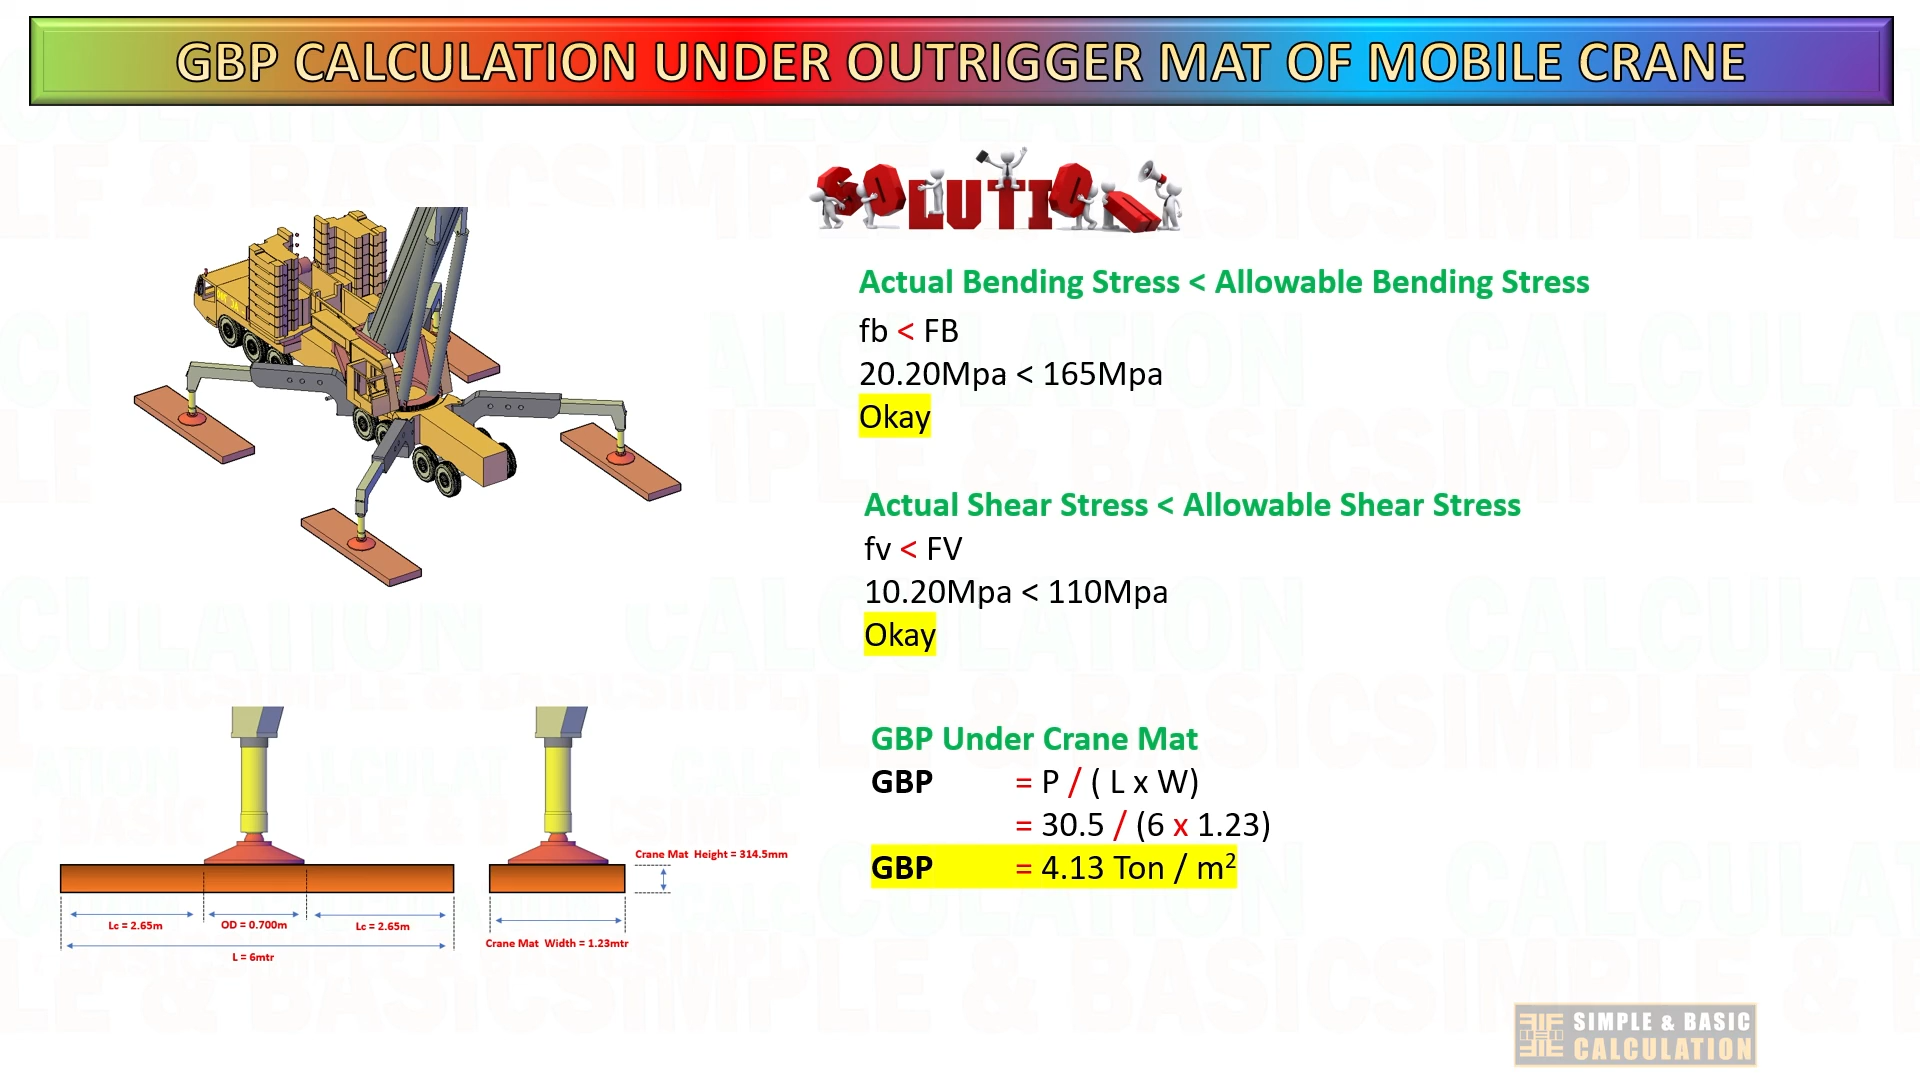 GBP CALCULATION UNDER OUTRIGGER MAT OF MOBILE CRANE
SOLUTION
Actual Bending Stress < Allowable Bending Stress
fb < FB
20.20Mpa < 165Mpa
Okay
Actual Shear Stress < Allowable Shear Stress
fv < FV
10.20Mpa < 110Mpa
Okay
GBP Under Crane Mat
GBP = P / ( L x W)
= 30.5 / (6 x 1.23)
GBP = 4.13 Ton / m²
Crane Mat Height = 314.5mm
Lc = 2.65m
OD = 0.700m
Lc = 2.65m
L = 6mtr
Crane Mat Width = 1.23mtr
SIMPLE & BASIC
CALCULATION